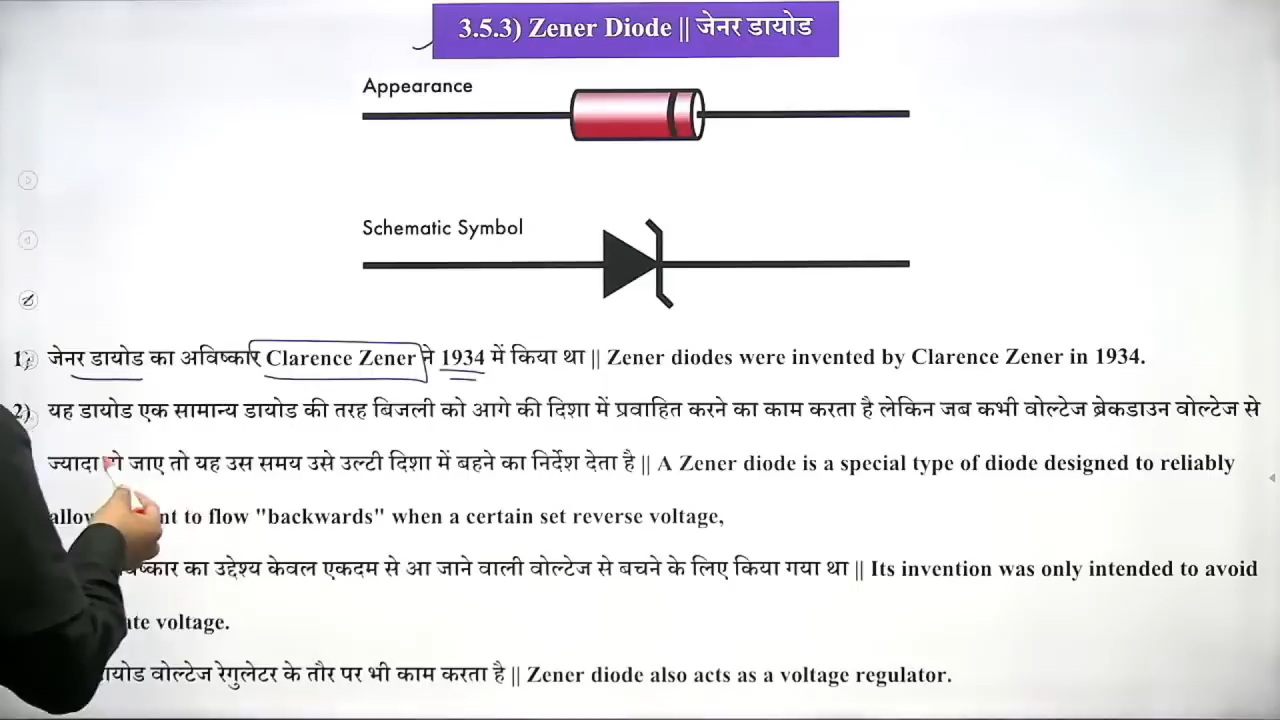 3.5.3) Zener Diode || जेनर डायोड
Appearance
Schematic Symbol
1) जेनर डायोड का अविष्कार Clarence Zener ने 1934 में किया था || Zener diodes were invented by Clarence Zener in 1934.
2) यह डायोड एक सामान्य डायोड की तरह बिजली को आगे की दिशा में प्रवाहित करने का काम करता है लेकिन जब कभी वोल्टेज ब्रेकडाउन वोल्टेज से
ज्यादा जाए तो यह उस समय उसे उल्टी दिशा में बहने का निर्देश देता है || A Zener diode is a special type of diode designed to reliably
to flow "backwards" when a certain set reverse voltage,
का उद्देश्य केवल एकदम से आ जाने वाली वोल्टेज से बचने के लिए किया गया था || Its invention was only intended to avoid
voltage.
वोल्टेज रेगुलेटर के तौर पर भी काम करता है || Zener diode also acts as a voltage regulator.